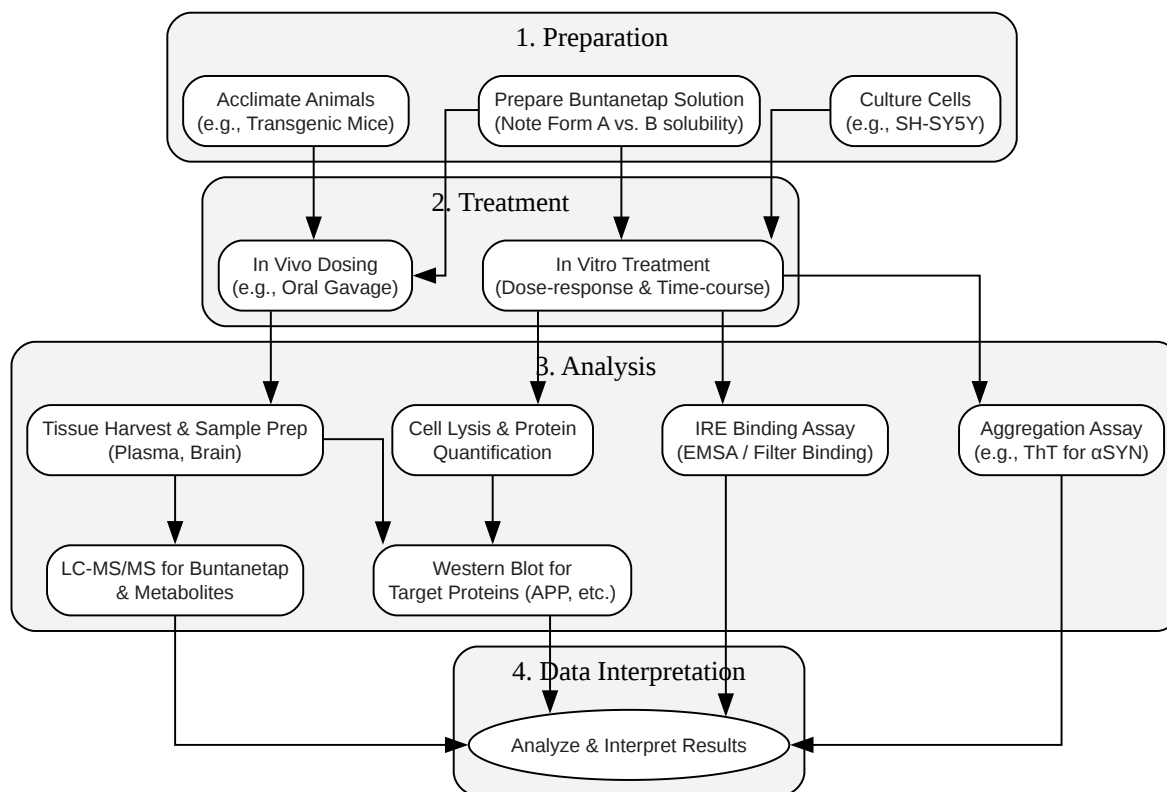 1. Preparation
Acclimate Animals
(e.g., Transgenic Mice)
Prepare Buntanetap Solution
(Note Form A vs. B solubility)
Culture Cells
(e.g., SH-SY5Y)
2. Treatment
In Vivo Dosing
(e.g., Oral Gavage)
In Vitro Treatment
(Dose-response & Time-course)
3. Analysis
Tissue Harvest & Sample Prep
(Plasma, Brain)
Cell Lysis & Protein
Quantification
IRE Binding Assay
(EMSA / Filter Binding)
Aggregation Assay
(e.g., ThT for αSYN)
LC-MS/MS for Buntanetap
& Metabolites
Western Blot for
Target Proteins (APP, etc.)
4. Data Interpretation
Analyze & Interpret Results